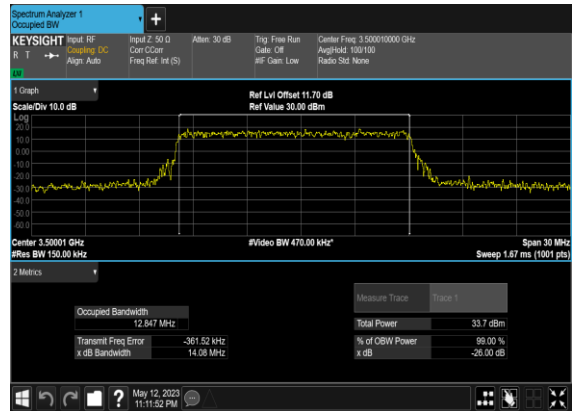 Spectrum Analyzer 1
Occupied BW
+
KEYSIGHT Input: RF Input Z: 50 Ω Atten: 30 dB Trig: Free Run Center Freq: 3.500010000 GHz
R T Coupling: DC Corr CCorr Gate: Off Avg|Hold: 100/100
Align: Auto Freq Ref: Int (S) #IF Gain: Low Radio Std: None
1 Graph
Ref Lvl Offset 11.70 dB
Scale/Div 10.0 dB Ref Value 30.00 dBm
Log
20.0
10.0
0.00
-10.0
-20.0
-30.0
-40.0
-50.0
-60.0
Center 3.50001 GHz #Video BW 470.00 kHz* Span 30 MHz
#Res BW 150.00 kHz Sweep 1.67 ms (1001 pts)
2 Metrics
Measure Trace Trace 1
Occupied Bandwidth
12.847 MHz Total Power 33.7 dBm
Transmit Freq Error -361.52 kHz % of OBW Power 99.00 %
x dB Bandwidth 14.08 MHz x dB -26.00 dB
? May 12, 2023
11:11:52 PM